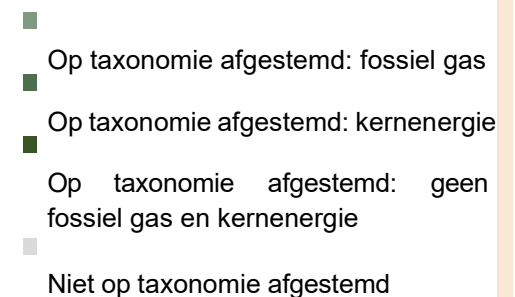 Op taxonomie afgestemd: fossiel gas
Op taxonomie afgestemd: kernenergie
Op taxonomie afgestemd: geen
fossiel gas en kernenergie
Niet op taxonomie afgestemd